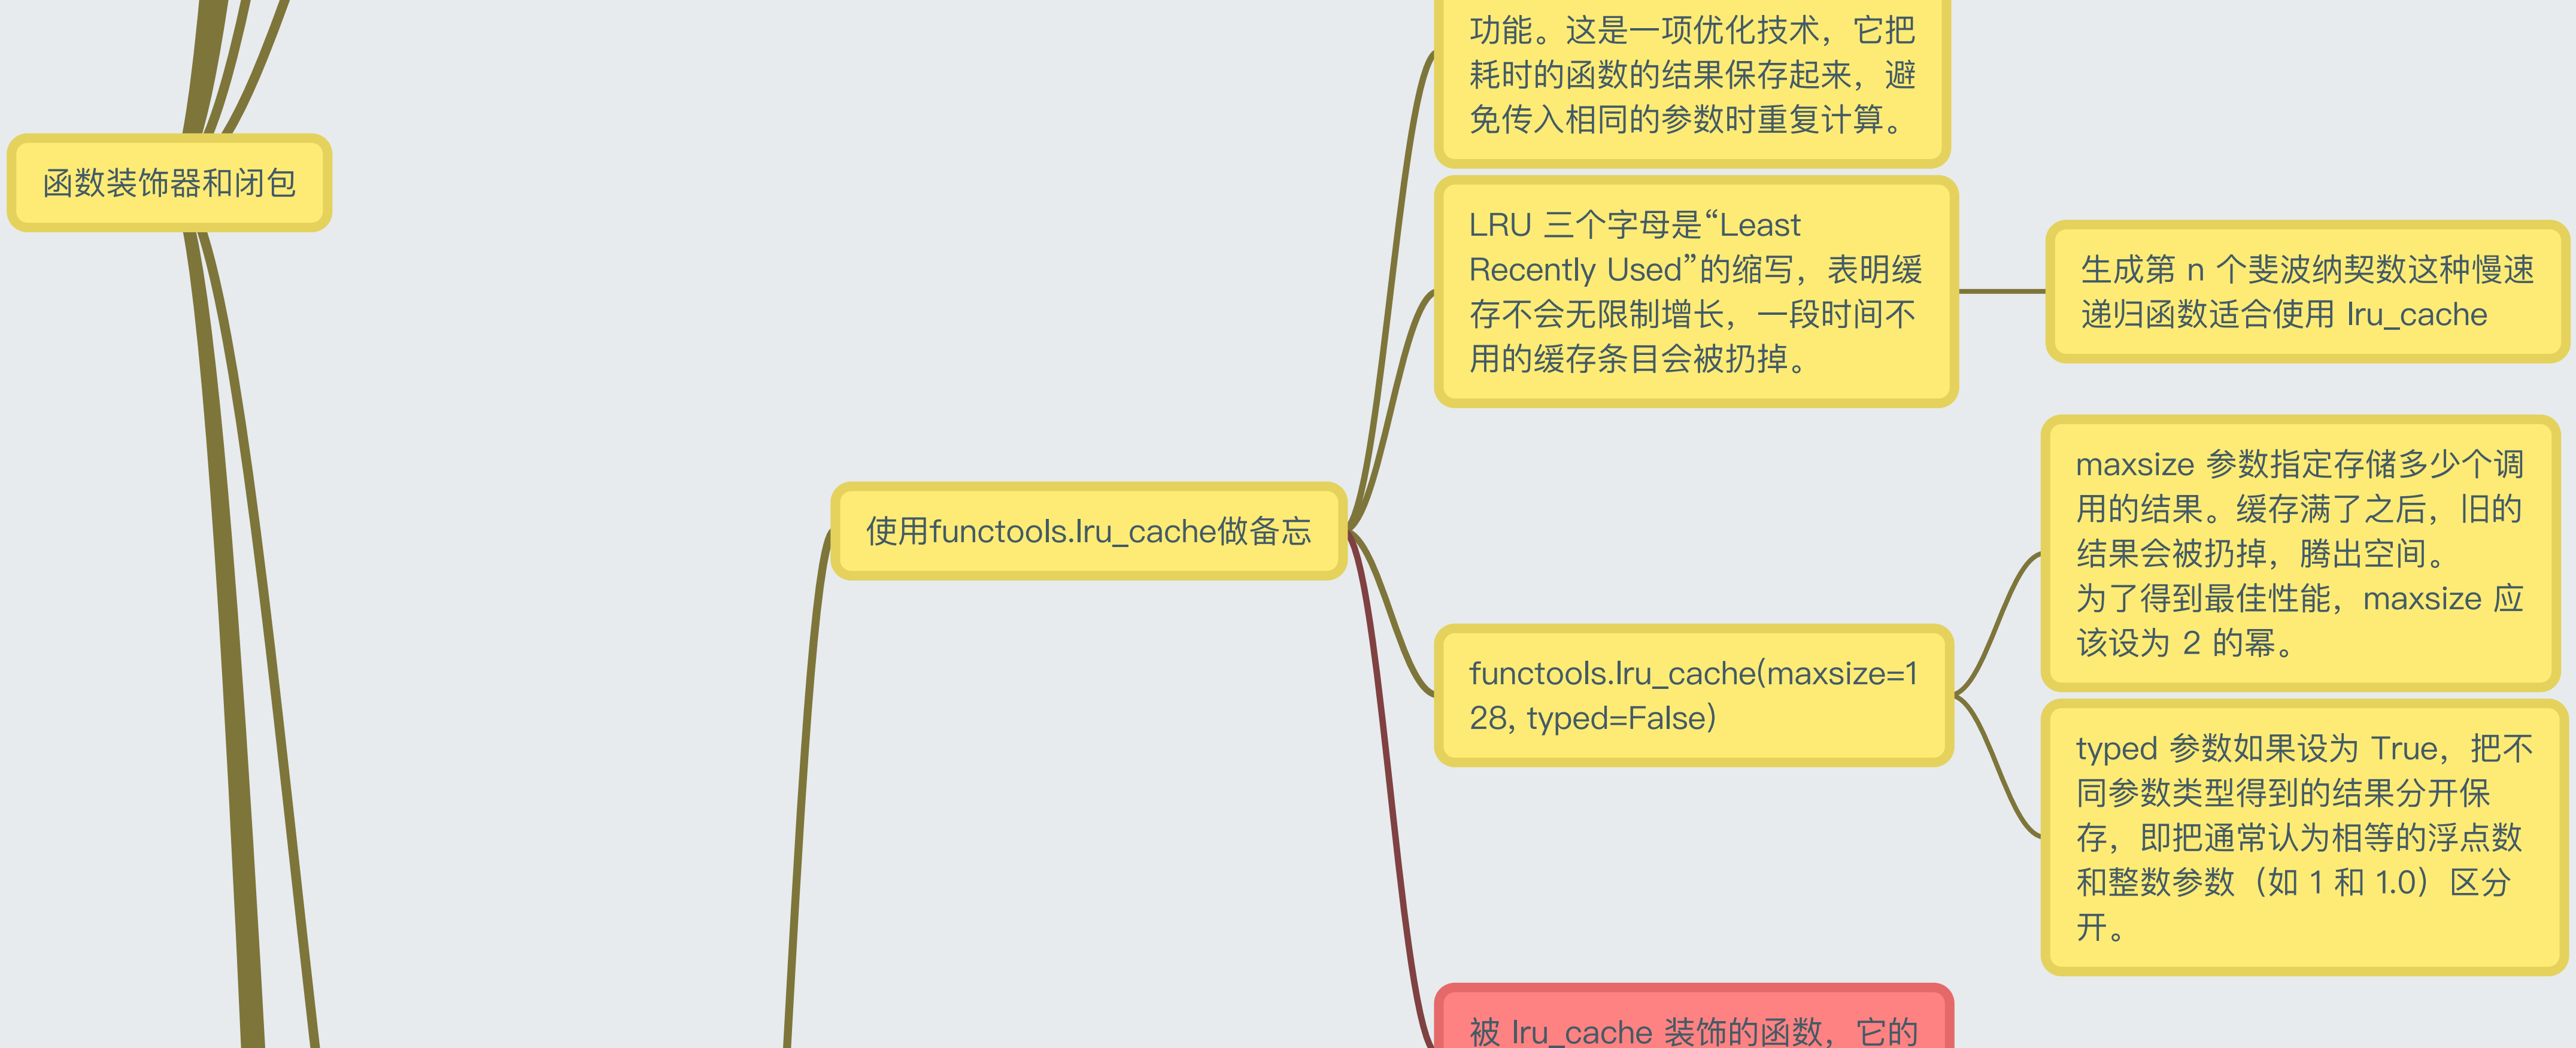 功能。这是一项优化技术，它把
耗时的函数的结果保存起来，避
免传入相同的参数时重复计算。
函数装饰器和闭包
LRU 三个字母是“Least
Recently Used”的缩写，表明缓
存不会无限制增长，一段时间不
用的缓存条目会被扔掉。
生成第 n 个斐波纳契数这种慢速
递归函数适合使用 lru_cache
使用functools.lru_cache做备忘
maxsize 参数指定存储多少个调
用的结果。缓存满了之后，旧的
结果会被扔掉，腾出空间。
为了得到最佳性能，maxsize 应
该设为 2 的幂。
functools.lru_cache(maxsize=1
28, typed=False)
typed 参数如果设为 True，把不
同参数类型得到的结果分开保
存，即把通常认为相等的浮点数
和整数参数（如 1 和 1.0）区分
开。
被 lru_cache 装饰的函数，它的